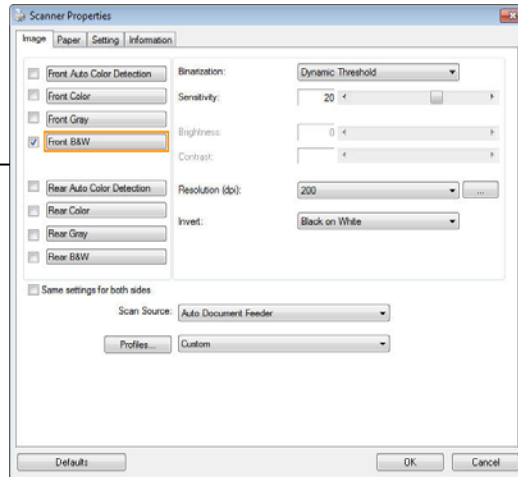 Scanner Properties
Image Paper Setting Information
Front Auto Color Detection
Front Color
Front Gray
Front B&W
Rear Auto Color Detection
Rear Color
Rear Gray
Rear B&W
Binarization: Dynamic Threshold
Sensitivity: 20
Brightness: 0
Contrast:
Resolution (dpi): 200 ...
Invert: Black on White
Same settings for both sides
Scan Source: Auto Document Feeder
Profiles... Custom
Defaults OK Cancel